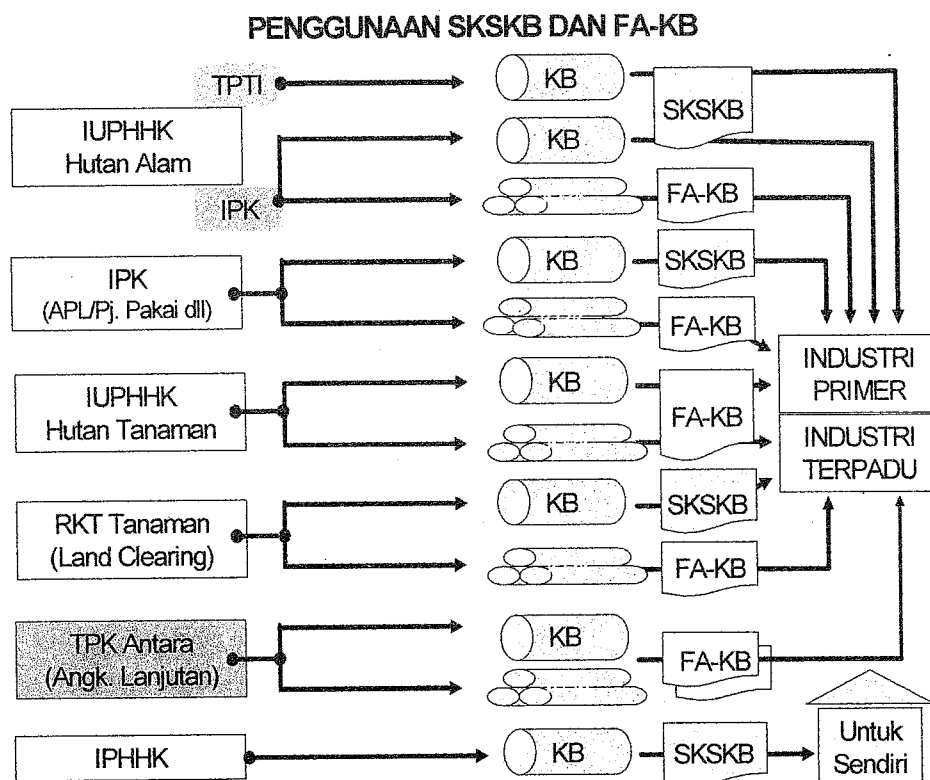 PENGGUNAAN SKSKB DAN FA-KB
TPTI
KB
SKSKB
IUPHHK
Hutan Alam
KB
IPK
FA-KB
IPK
(APL/Pj. Pakai dll)
KB
SKSKB
FA-KB
IUPHHK
Hutan Tanaman
KB
FA-KB
INDUSTRI
PRIMER
INDUSTRI
TERPADU
RKT Tanaman
(Land Clearing)
KB
SKSKB
FA-KB
TPK Antara
(Angk. Lanjutan)
KB
FA-KB
IPHHK
KB
SKSKB
Untuk
Sendiri